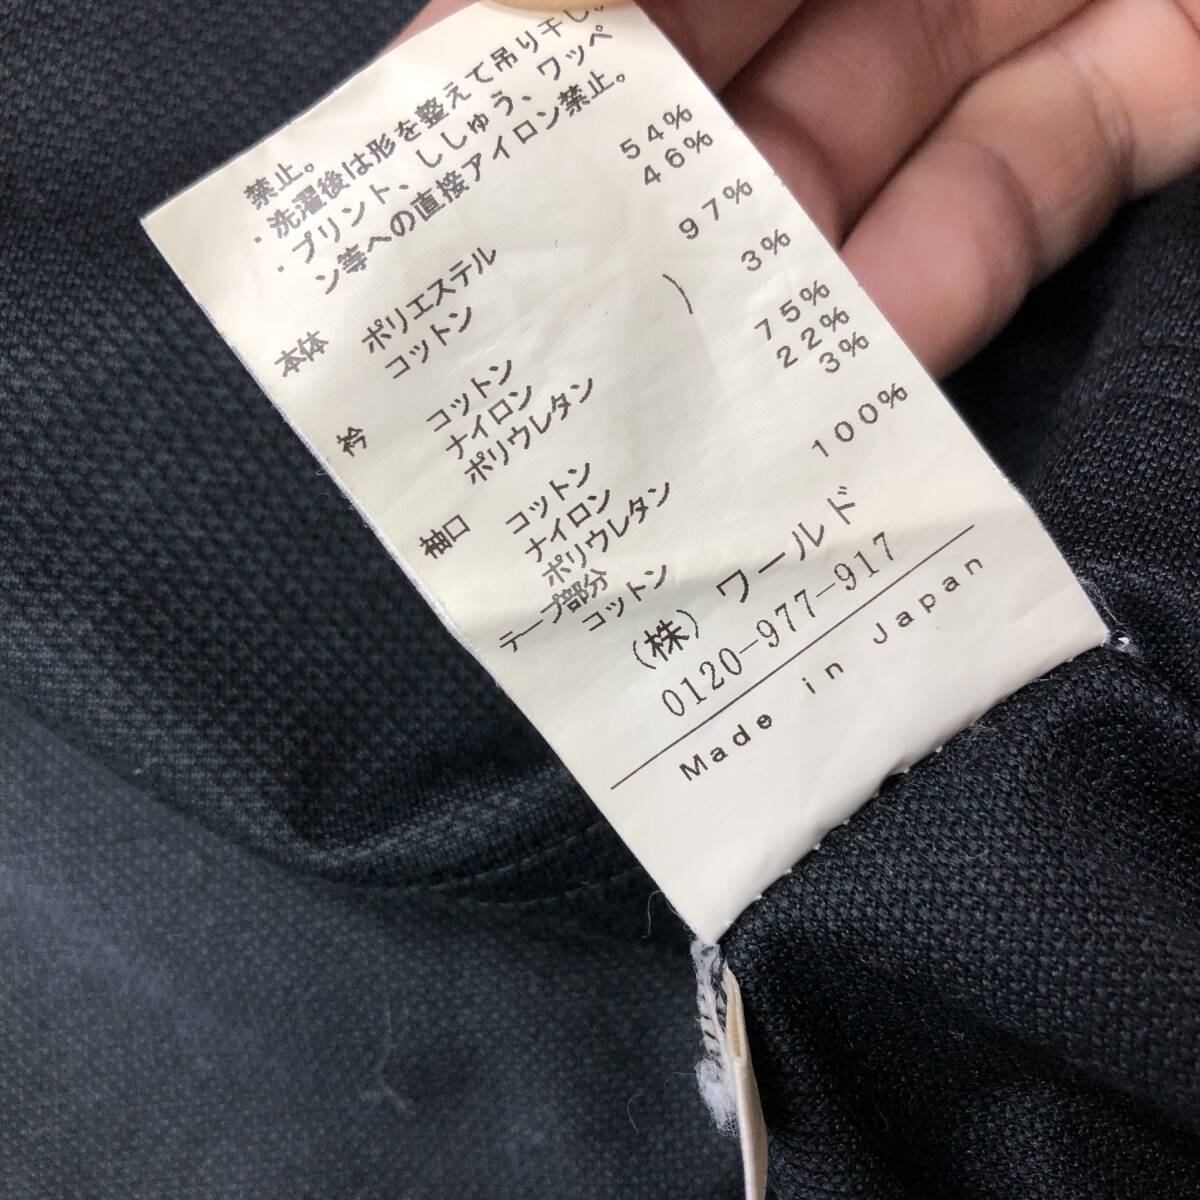 禁止。
・洗濯後は形を整えて吊り干し。
・プリント、ししゅう、ワッペ
ン等への直接アイロン禁止。
本体 ポリエステル 54%
コットン 46%
衿 コットン ) 97%
ナイロン
ポリウレタン 3%
袖口 コットン 75%
ナイロン 22%
ポリウレタン 3%
テープ部分
コットン 100%
(株)ワールド
0120-977-917
Made in Japan